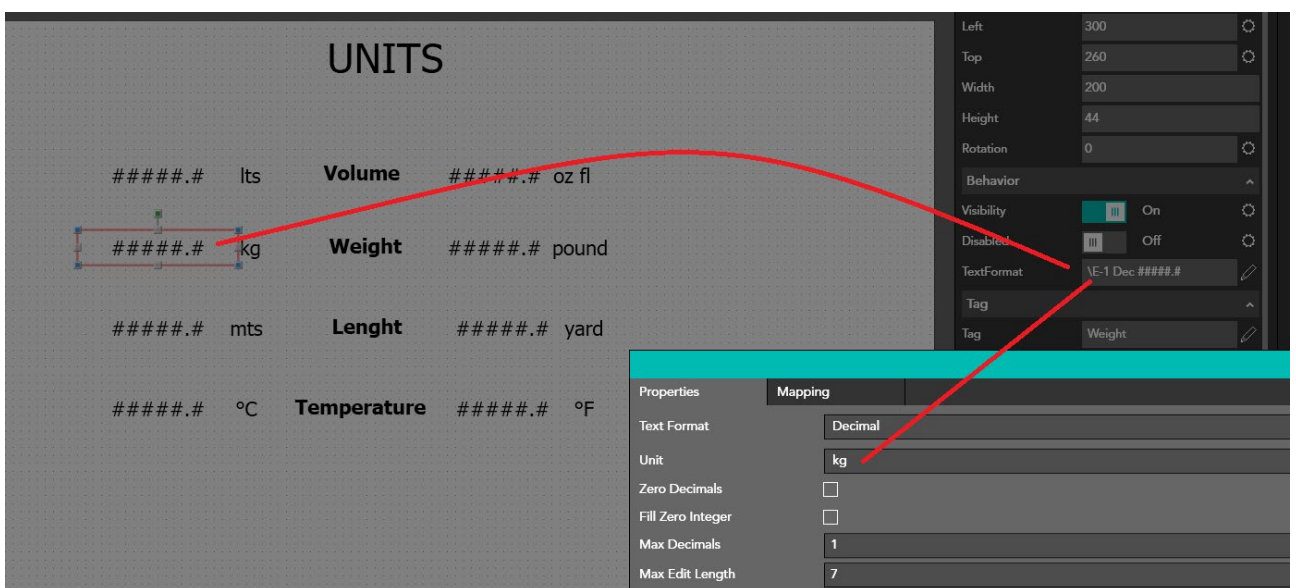 UNITS
#####.# lts Volume #####.# oz fl
#####.# kg Weight #####.# pound
#####.# mts Lenght #####.# yard
#####.# °C Temperature #####.# °F
Left 300
Top 260
Width 200
Height 44
Rotation 0
Behavior
Visibility On
Disabled Off
TextFormat \E-1 Dec #####.#
Tag
Tag Weight
Properties Mapping
Text Format Decimal
Unit kg
Zero Decimals
Fill Zero Integer
Max Decimals 1
Max Edit Length 7